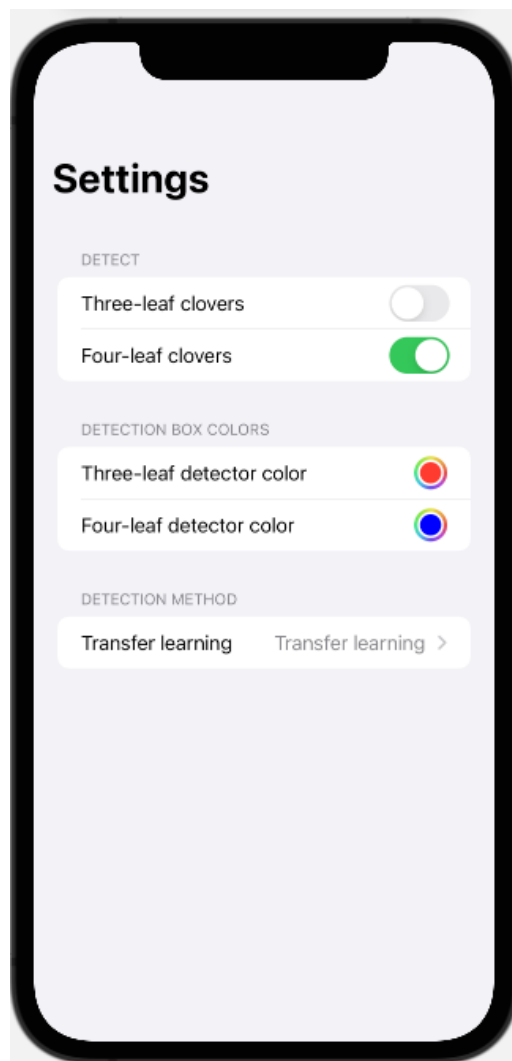 Settings
DETECT
Three-leaf clovers
Four-leaf clovers
DETECTION BOX COLORS
Three-leaf detector color
Four-leaf detector color
DETECTION METHOD
Transfer learning Transfer learning